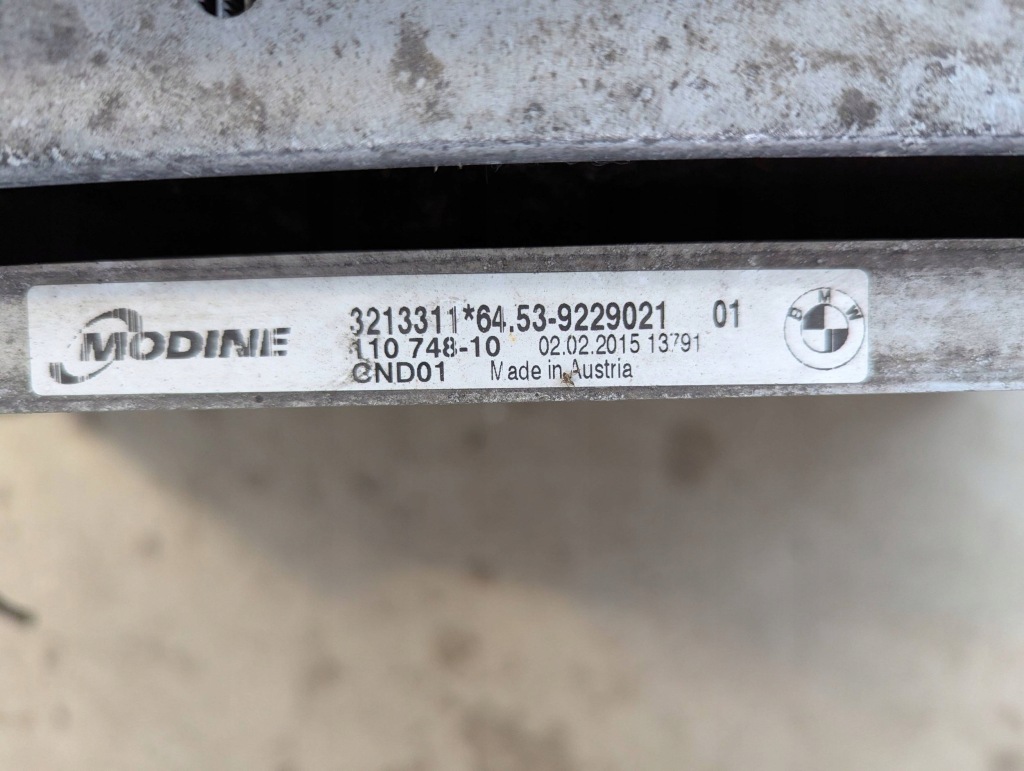 MODINE
3213311*64.53-9229021 01
110 748-10 02.02.2015 13791
CND01 Made in Austria
BMW